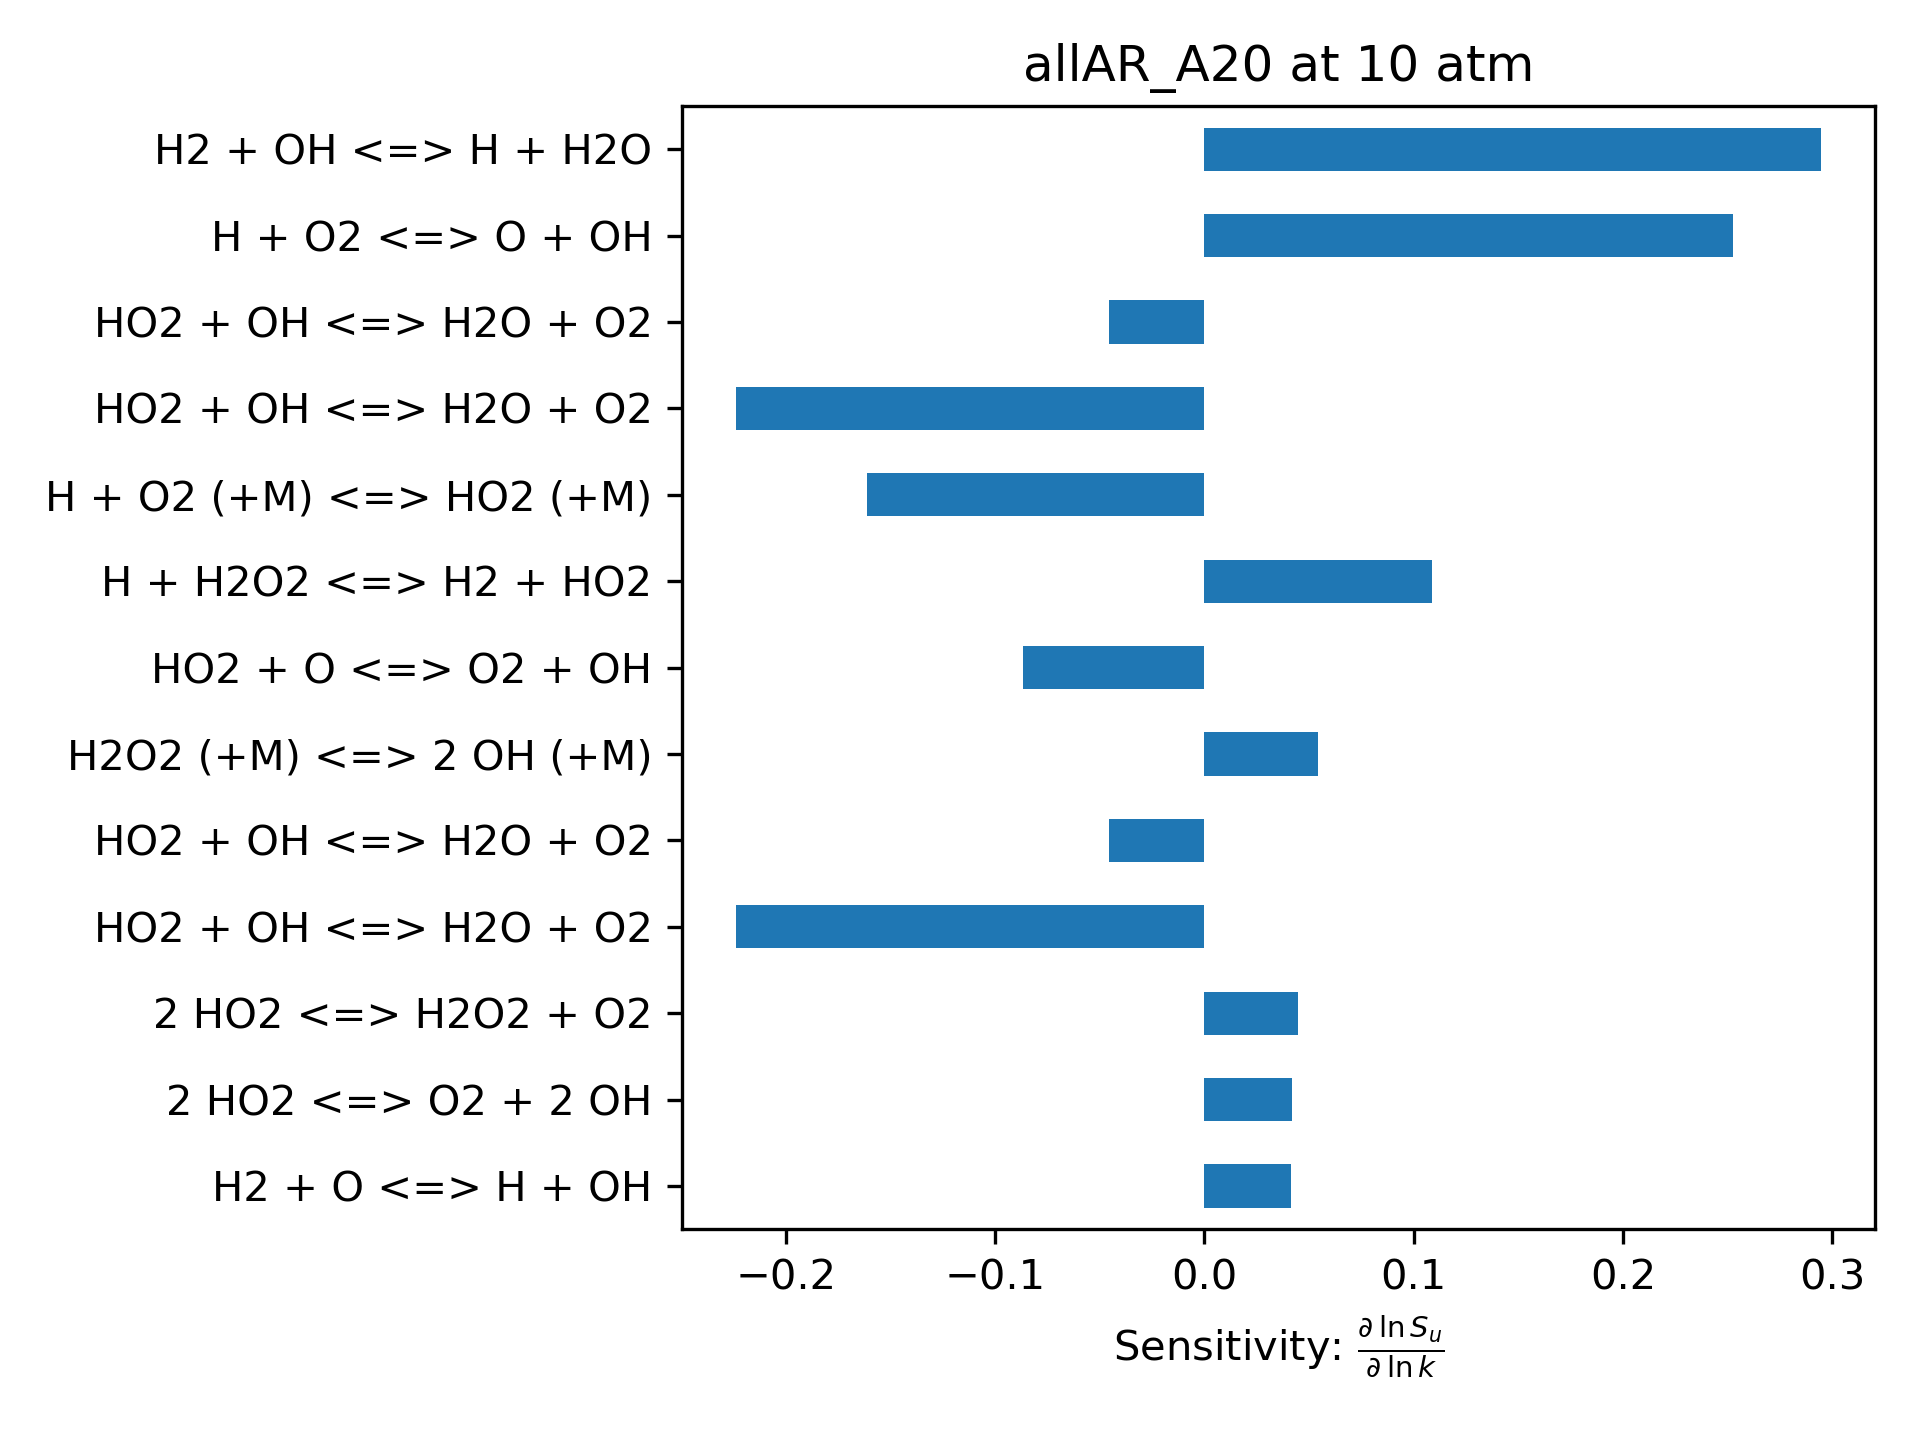 allAR_A20 at 10 atm
H2 + OH <=> H + H2O
H + O2 <=> O + OH
HO2 + OH <=> H2O + O2
HO2 + OH <=> H2O + O2
H + O2 (+M) <=> HO2 (+M)
H + H2O2 <=> H2 + HO2
HO2 + O <=> O2 + OH
H2O2 (+M) <=> 2 OH (+M)
HO2 + OH <=> H2O + O2
HO2 + OH <=> H2O + O2
2 HO2 <=> H2O2 + O2
2 HO2 <=> O2 + 2 OH
H2 + O <=> H + OH
−0.2 −0.1 0.0 0.1 0.2 0.3
Sensitivity: ∂ ln S_u / ∂ ln k